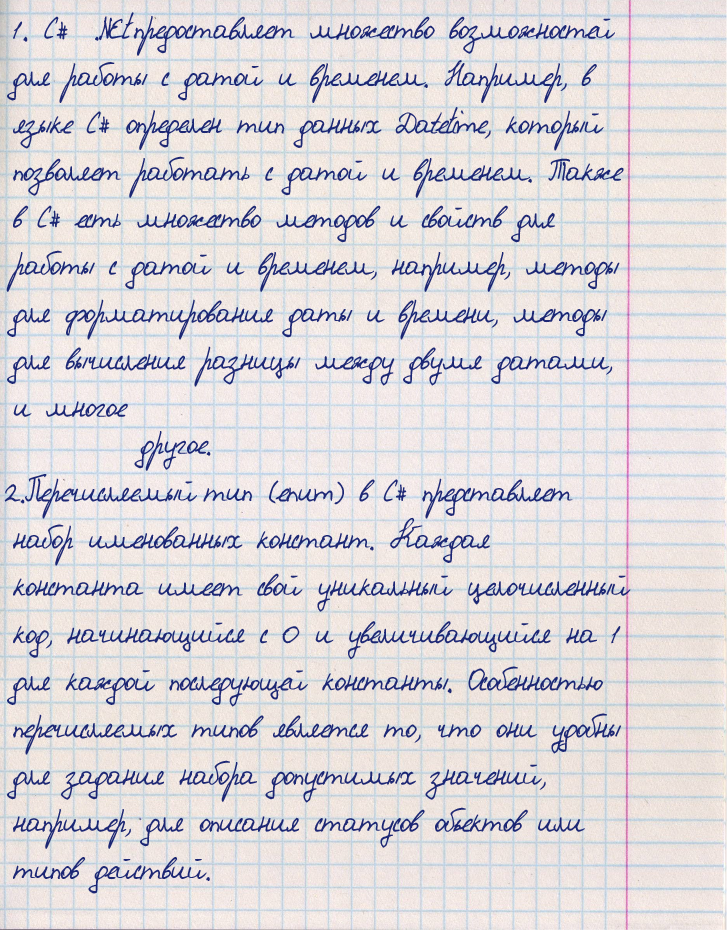 1. C# .NEtпредоставляет множество возможностей
для работы с датой и временем. Например, в
языке C# определен тип данных Datetime, который
позволяет работать с датой и временем. Также
в C# есть множество методов и свойств для
работы с датой и временем, например, методы
для форматирования даты и времени, методы
для вычисления разницы между двумя датами,
и многое
другое.
2.Перечисляемый тип (enum) в C# представляет
набор именованных констант. Каждая
константа имеет свой уникальный целочисленный
код, начинающийся с 0 и увеличивающийся на 1
для каждой последующей константы. Особенностью
перечисляемых типов является то, что они удобны
для задания набора допустимых значений,
например, для описания статусов объектов или
типов действий.